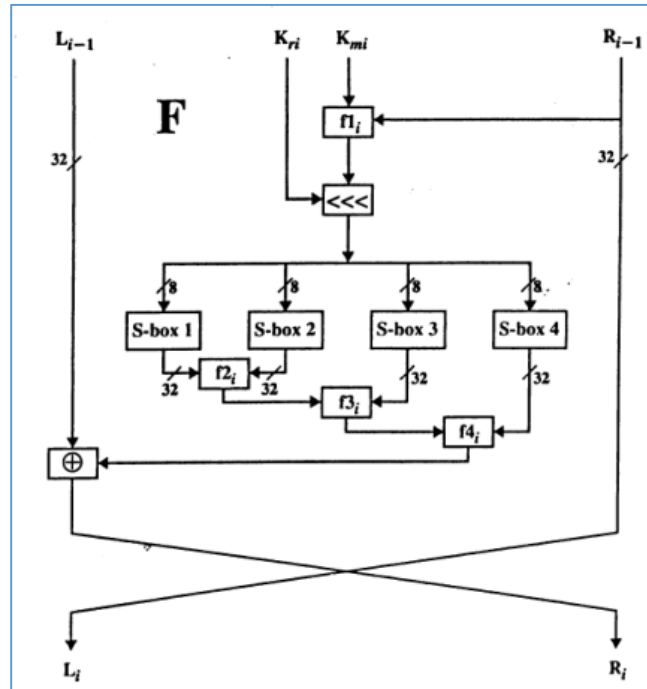 L_{i-1} K_{ri} K_{mi} R_{i-1}
F
f1_i
32 32
<<<
8 8 8 8
S-box 1 S-box 2 S-box 3 S-box 4
32 f2_i 32 32 32
f3_i
f4_i
⊕
L_i R_i